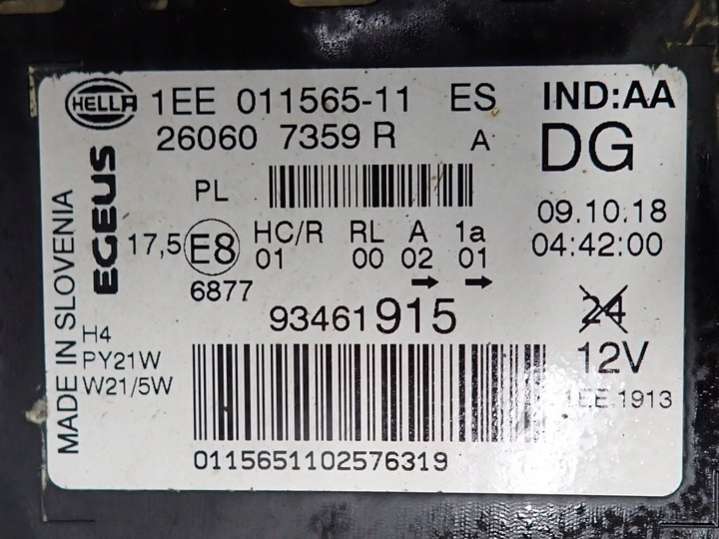 HELLA 1EE 011565-11 ES IND:AA
26060 7359 R A DG
PL
09.10.18
04:42:00
17,5 E8 HC/R RL A 1a
01 00 02 01
6877
93461915
24
12V
1EE.1913
H4
PY21W
W21/5W
0115651102576319
MADE IN SLOVENIA
EGEUS